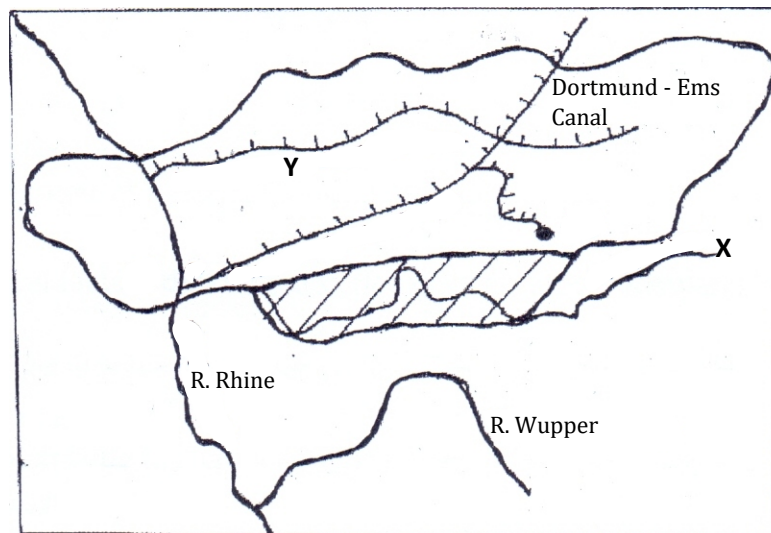 Dortmund - Ems
Canal
Y
X
R. Rhine
R. Wupper